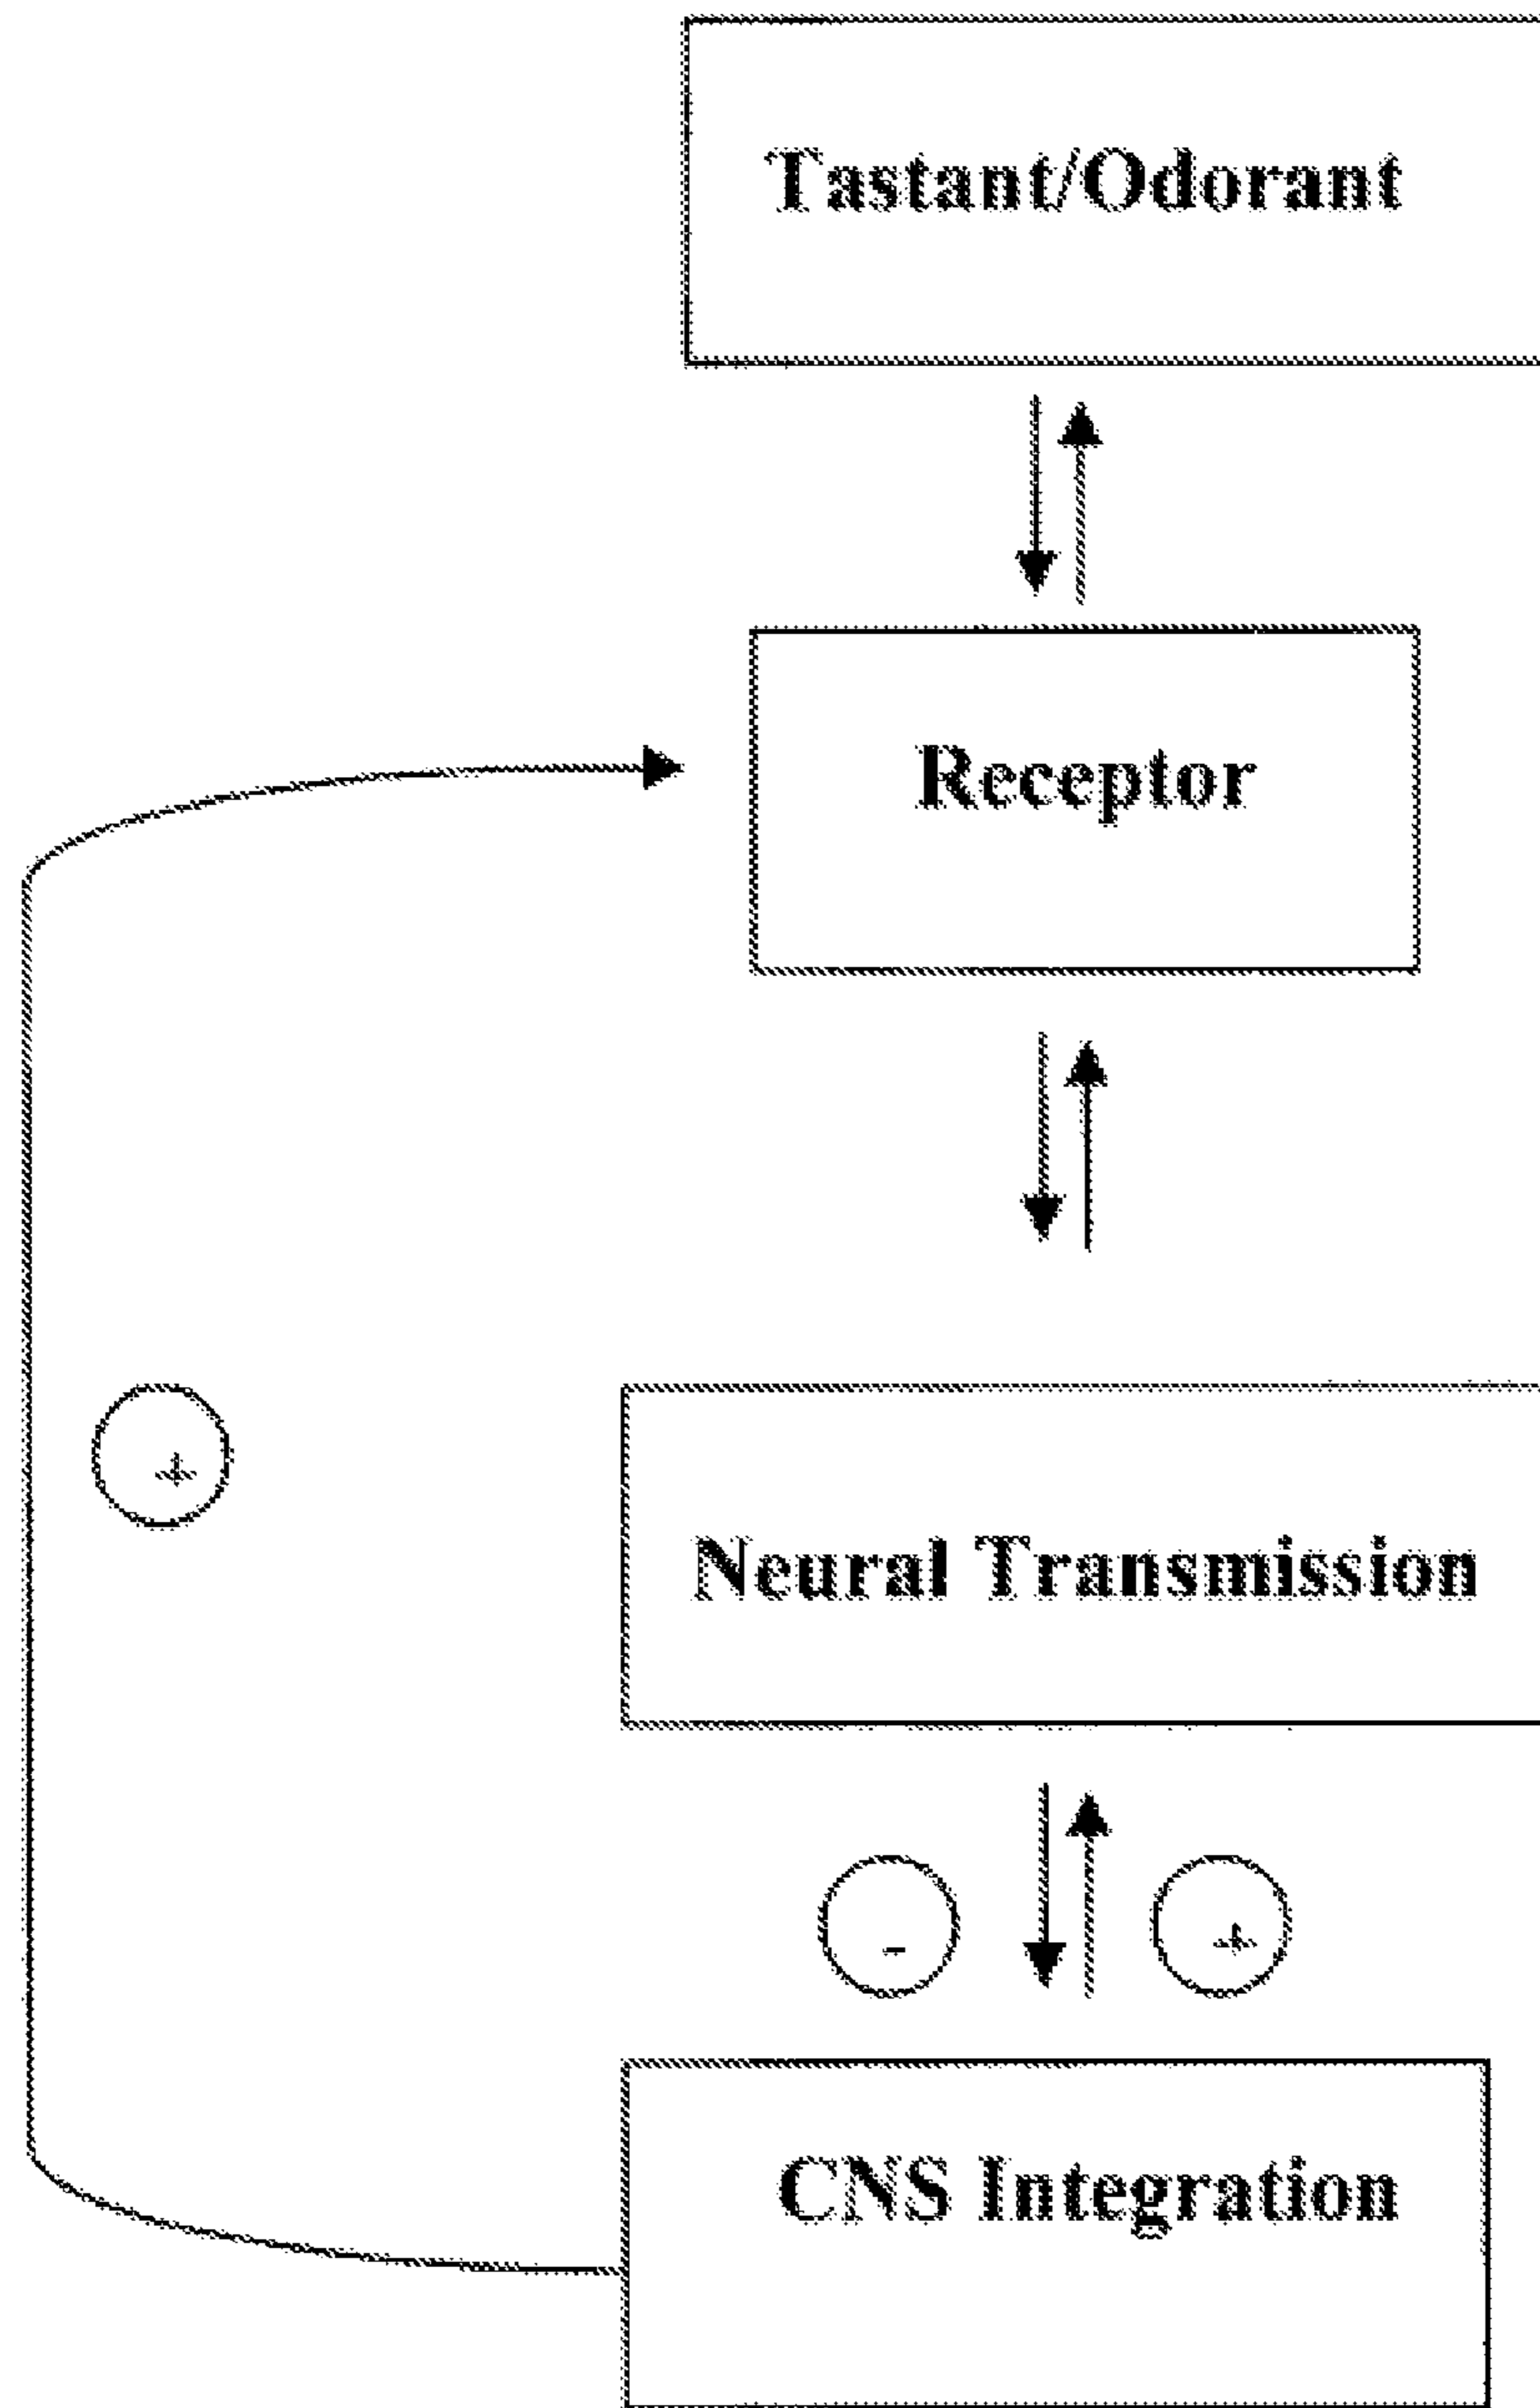 Tastant/Odorant
Receptor
+
Neural Transmission
- +
CNS Integration